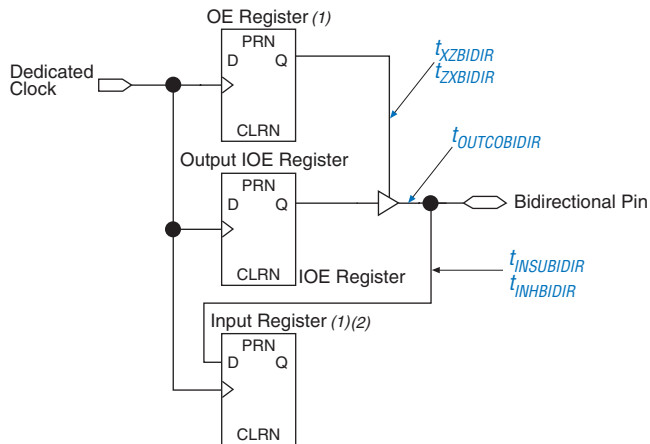 OE Register (1)
PRN
D Q
CLRN
Dedicated
Clock
tXZBIDIR
tZXBIDIR
Output IOE Register
PRN
D Q
CLRN
IOE Register
tOUTCOBIDIR
Bidirectional Pin
tINSUBIDIR
tINHBIDIR
Input Register (1)(2)
PRN
D Q
CLRN